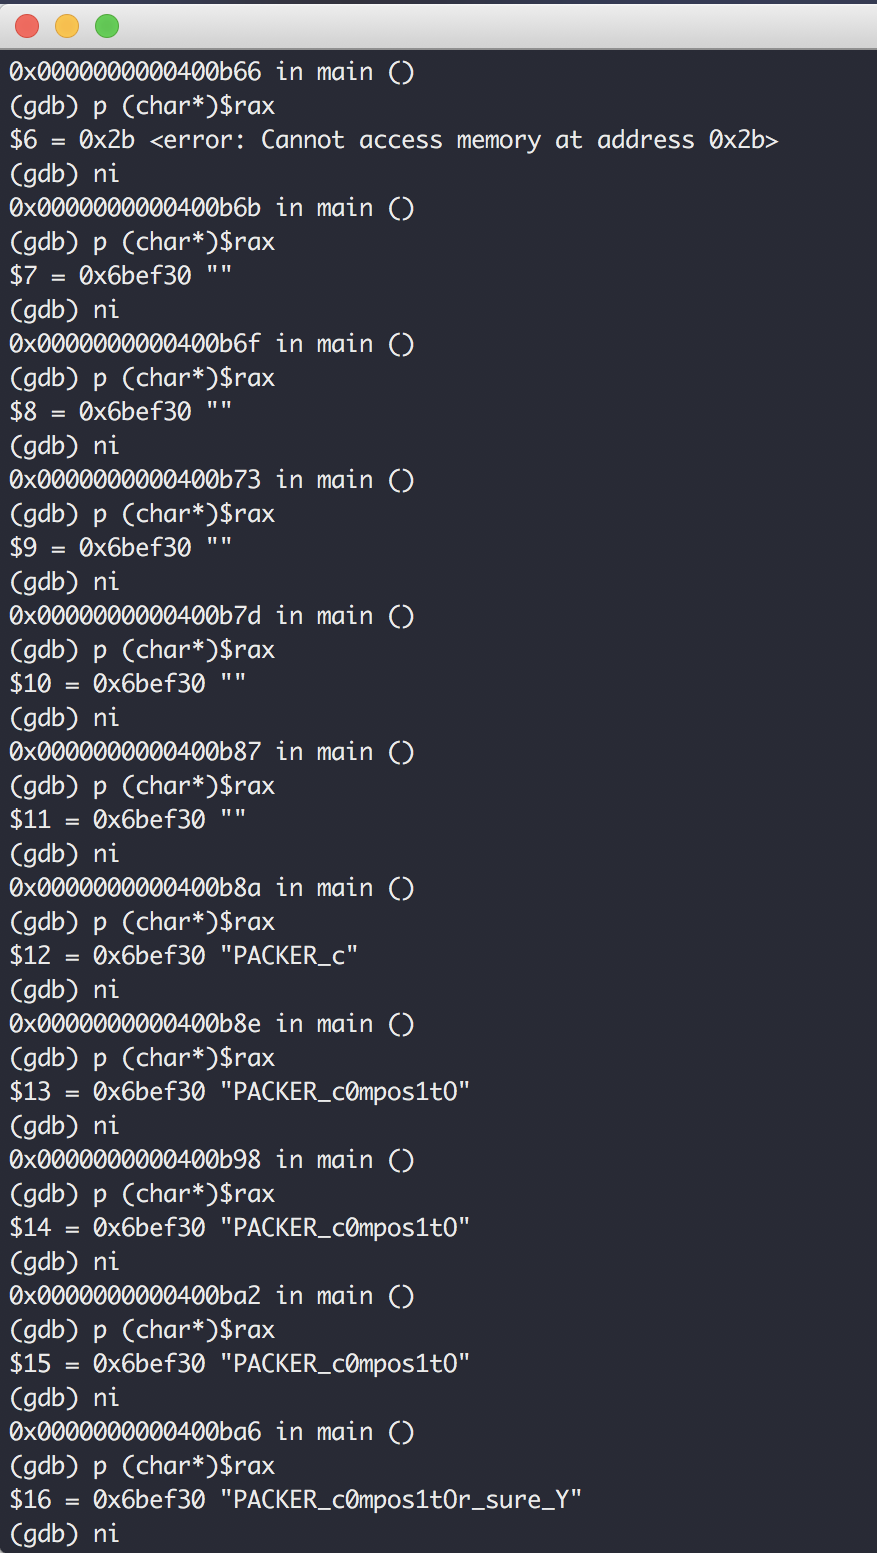 0x0000000000400b66 in main ()
(gdb) p (char*)$rax
$6 = 0x2b <error: Cannot access memory at address 0x2b>
(gdb) ni
0x0000000000400b6b in main ()
(gdb) p (char*)$rax
$7 = 0x6bef30 ""
(gdb) ni
0x0000000000400b6f in main ()
(gdb) p (char*)$rax
$8 = 0x6bef30 ""
(gdb) ni
0x0000000000400b73 in main ()
(gdb) p (char*)$rax
$9 = 0x6bef30 ""
(gdb) ni
0x0000000000400b7d in main ()
(gdb) p (char*)$rax
$10 = 0x6bef30 ""
(gdb) ni
0x0000000000400b87 in main ()
(gdb) p (char*)$rax
$11 = 0x6bef30 ""
(gdb) ni
0x0000000000400b8a in main ()
(gdb) p (char*)$rax
$12 = 0x6bef30 "PACKER_c"
(gdb) ni
0x0000000000400b8e in main ()
(gdb) p (char*)$rax
$13 = 0x6bef30 "PACKER_c0mpos1tO"
(gdb) ni
0x0000000000400b98 in main ()
(gdb) p (char*)$rax
$14 = 0x6bef30 "PACKER_c0mpos1tO"
(gdb) ni
0x0000000000400ba2 in main ()
(gdb) p (char*)$rax
$15 = 0x6bef30 "PACKER_c0mpos1tO"
(gdb) ni
0x0000000000400ba6 in main ()
(gdb) p (char*)$rax
$16 = 0x6bef30 "PACKER_c0mpos1tOr_sure_Y"
(gdb) ni